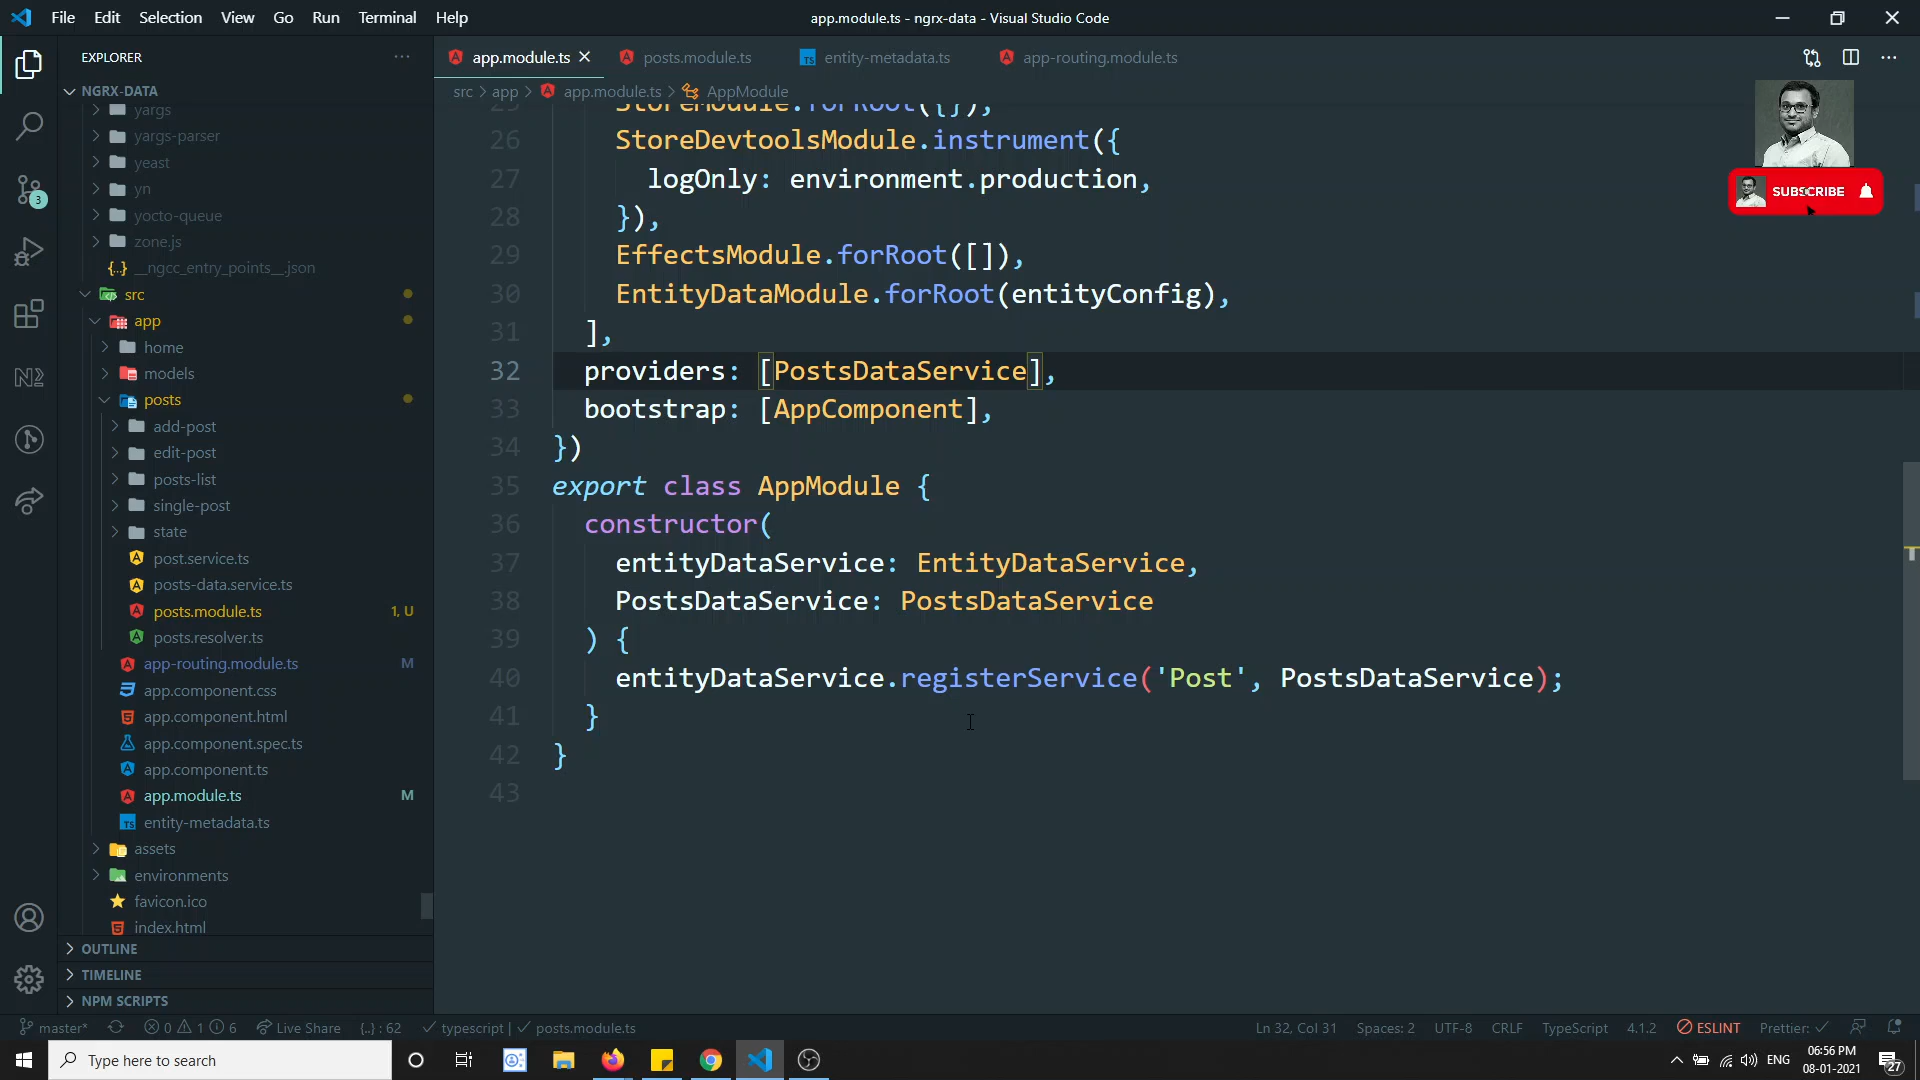 File Edit Selection View Go Run Terminal Help
app.module.ts - ngrx-data - Visual Studio Code
EXPLORER
NGRX-DATA
yargs
yargs-parser
yeast
yn
yocto-queue
zone.js
{..} __ngcc_entry_points__.json
src
app
home
models
posts
add-post
edit-post
posts-list
single-post
state
post.service.ts
posts-data.service.ts
posts.module.ts 1, U
posts.resolver.ts
app-routing.module.ts M
app.component.css
app.component.html
app.component.spec.ts
app.component.ts
app.module.ts M
entity-metadata.ts
assets
environments
favicon.ico
index.html
OUTLINE
TIMELINE
NPM SCRIPTS
3
app.module.ts posts.module.ts entity-metadata.ts app-routing.module.ts
src > app > app.module.ts > AppModule
25 StoreModule.forRoot({}),
26 StoreDevtoolsModule.instrument({
27 logOnly: environment.production,
28 }),
29 EffectsModule.forRoot([]),
30 EntityDataModule.forRoot(entityConfig),
31 ],
32 providers: [PostsDataService],
33 bootstrap: [AppComponent],
34 })
35 export class AppModule {
36 constructor(
37 entityDataService: EntityDataService,
38 PostsDataService: PostsDataService
39 ) {
40 entityDataService.registerService('Post', PostsDataService);
41 }
42 }
43
SUBSCRIBE
master* 0 1 6 Live Share {..} : 62 typescript | posts.module.ts
Ln 32, Col 31 Spaces: 2 UTF-8 CRLF TypeScript 4.1.2 ESLINT Prettier:
Type here to search
ENG
06:56 PM
08-01-2021
27